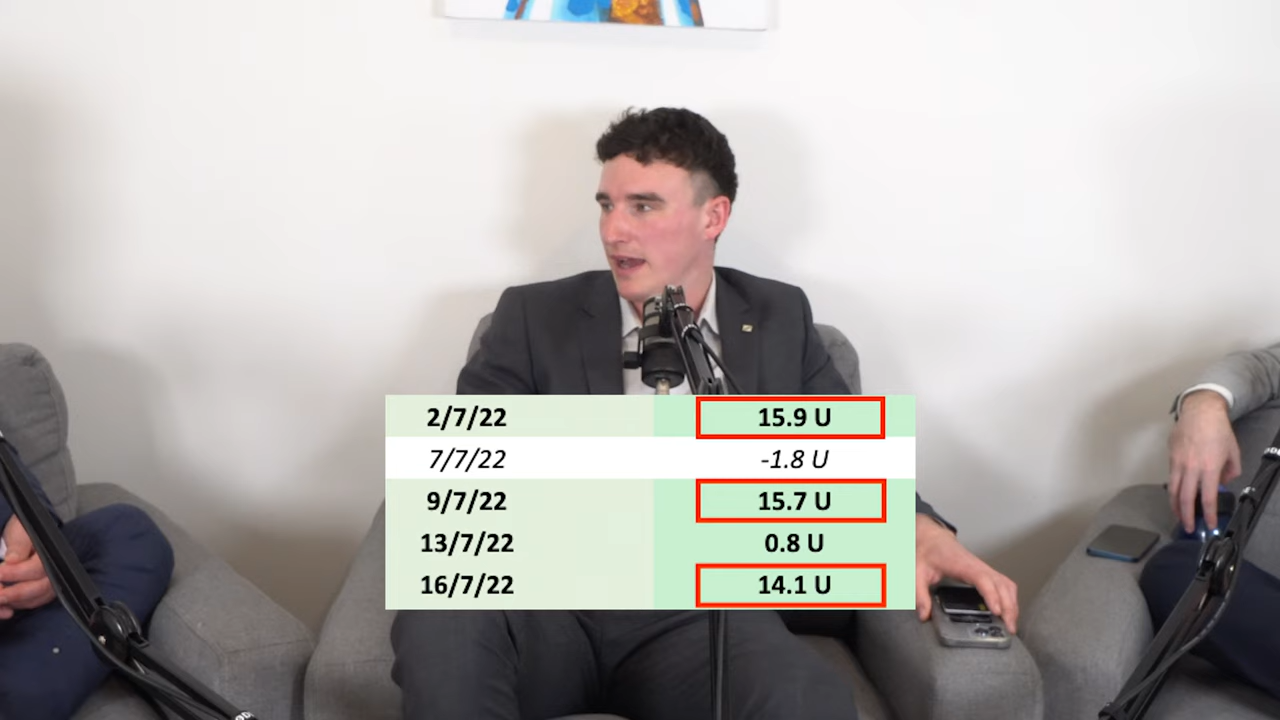 2/7/22 15.9 U
7/7/22 -1.8 U
9/7/22 15.7 U
13/7/22 0.8 U
16/7/22 14.1 U